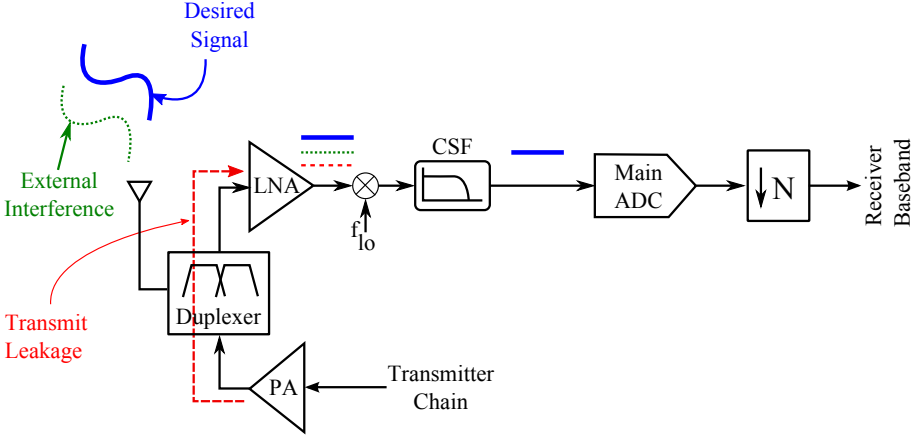 Desired
Signal
External
Interference
LNA
f
lo
CSF
Main
ADC
N
Receiver
Baseband
Transmit
Leakage
Duplexer
PA
Transmitter
Chain